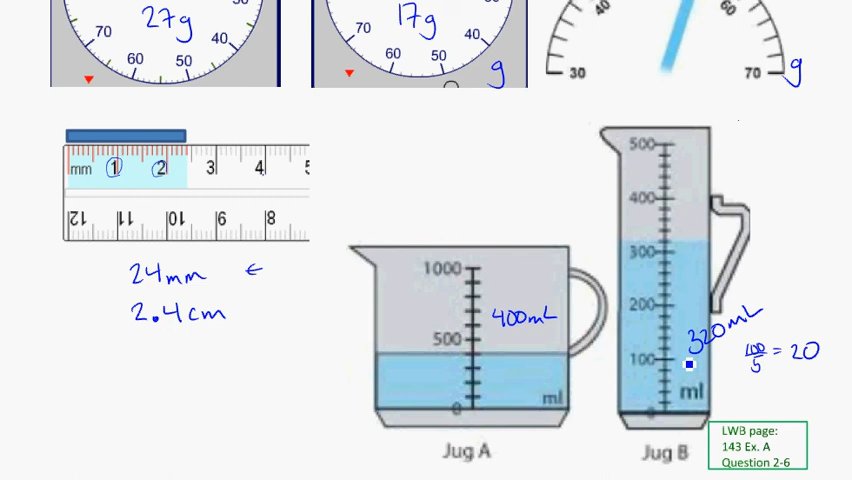 27g
70
60
50
40
17g
70
60
50
40
g
30
40
60
70
g
mm 1 2 3 4 5
12 11 10 9 8
24mm ←
2.4cm
1000
500
0
400mL
ml
Jug A
500
400
300
200
100
0
320mL
ml
Jug B
100/5 = 20
LWB page:
143 Ex. A
Question 2-6